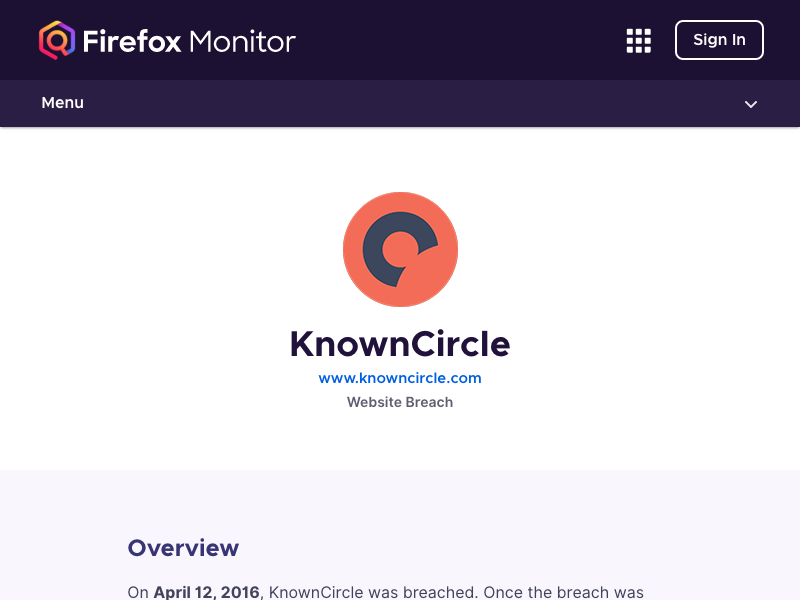 Firefox Monitor
Sign In
Menu
KnownCircle
www.knowncircle.com
Website Breach
Overview
On April 12, 2016, KnownCircle was breached. Once the breach was